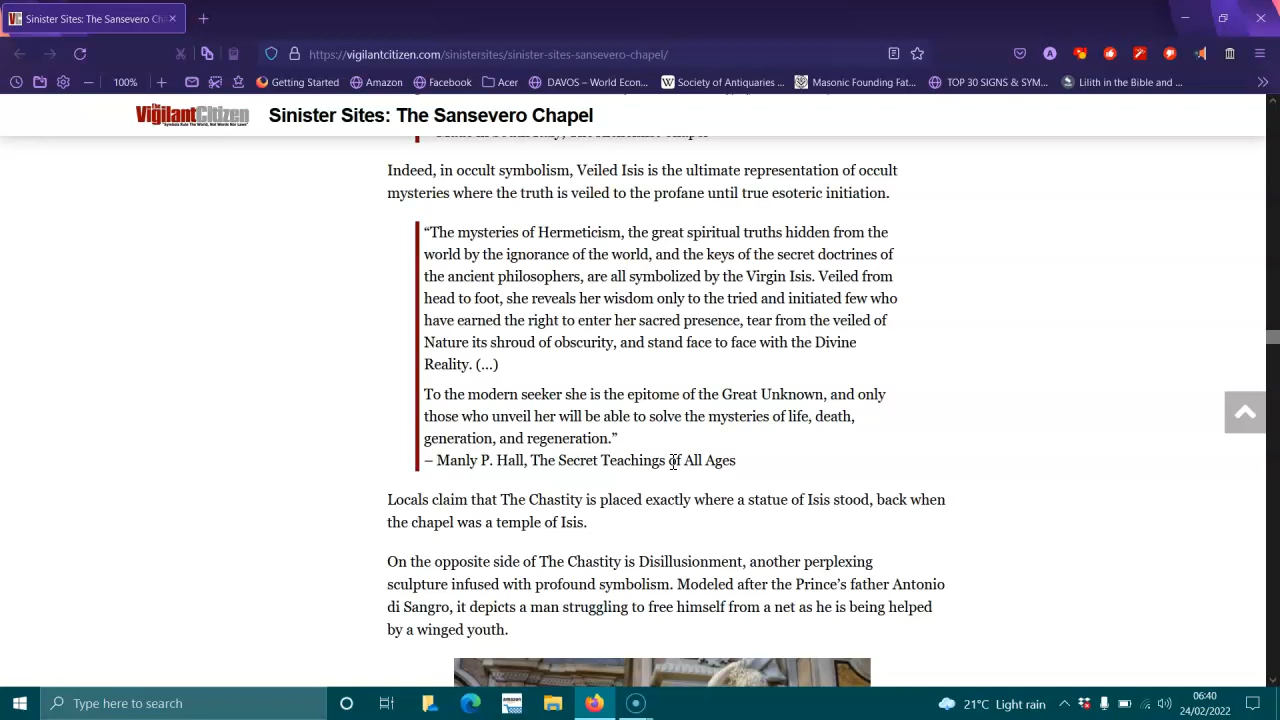 Sinister Sites: The Sansevero Ch
https://vigilantcitizen.com/sinistersites/sinister-sites-sansevero-chapel/
100% Getting Started Amazon Facebook Acer DAVOS – World Econ... Society of Antiquaries ... Masonic Founding Fat... TOP 30 SIGNS & SYM... Lilith in the Bible and ...
The VigilantCitizen Sinister Sites: The Sansevero Chapel
Indeed, in occult symbolism, Veiled Isis is the ultimate representation of occult
mysteries where the truth is veiled to the profane until true esoteric initiation.
“The mysteries of Hermeticism, the great spiritual truths hidden from the
world by the ignorance of the world, and the keys of the secret doctrines of
the ancient philosophers, are all symbolized by the Virgin Isis. Veiled from
head to foot, she reveals her wisdom only to the tried and initiated few who
have earned the right to enter her sacred presence, tear from the veiled of
Nature its shroud of obscurity, and stand face to face with the Divine
Reality. (…)
To the modern seeker she is the epitome of the Great Unknown, and only
those who unveil her will be able to solve the mysteries of life, death,
generation, and regeneration.”
– Manly P. Hall, The Secret Teachings of All Ages
Locals claim that The Chastity is placed exactly where a statue of Isis stood, back when
the chapel was a temple of Isis.
On the opposite side of The Chastity is Disillusionment, another perplexing
sculpture infused with profound symbolism. Modeled after the Prince’s father Antonio
di Sangro, it depicts a man struggling to free himself from a net as he is being helped
by a winged youth.
Type here to search
amazon
21°C Light rain
06:40
24/02/2022